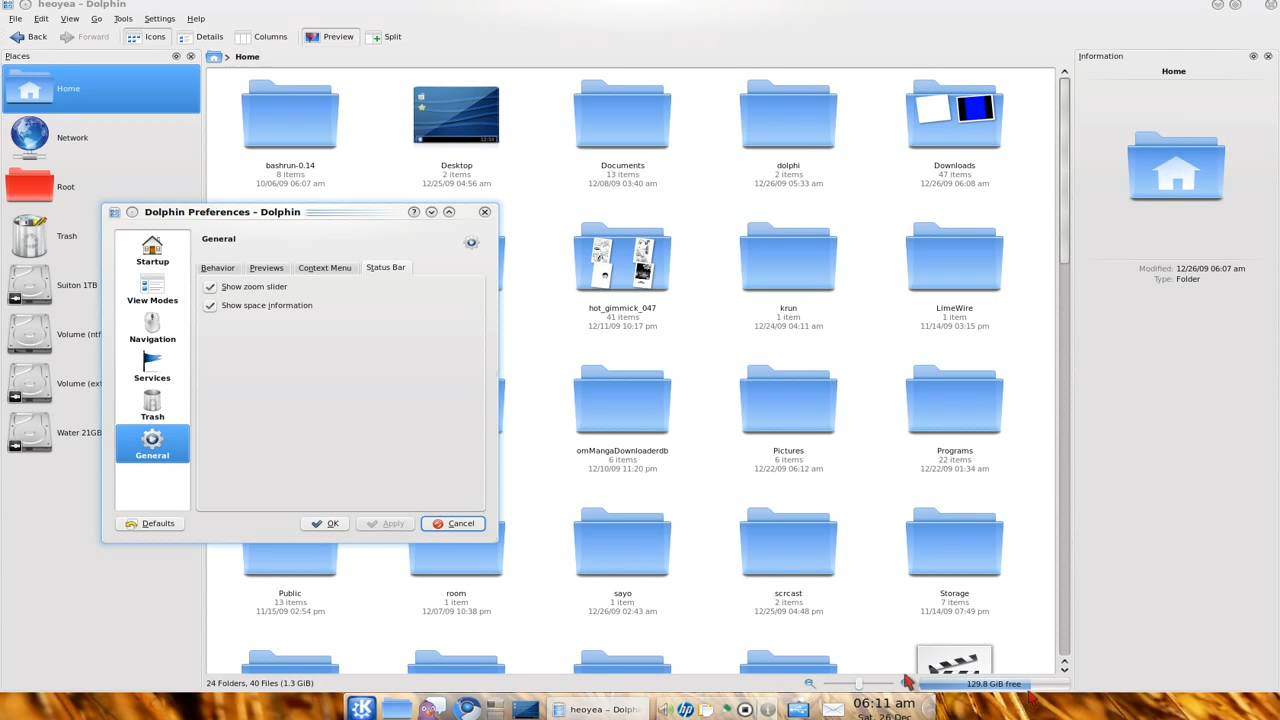 heoyea – Dolphin
File Edit View Go Tools Settings Help
Back Forward Icons Details Columns Preview Split
Places
Home
Information
Home
Network
Root
Trash
Suiton 1TB
Volume (ntf
Volume (ext
Water 21GB
bashrun-0.14
8 items
10/06/09 06:07 am
Desktop
2 items
12/25/09 04:56 am
Documents
13 items
12/08/09 03:40 am
dolphi
2 items
12/26/09 05:33 am
Downloads
47 items
12/26/09 06:08 am
hot_gimmick_047
41 items
12/11/09 10:17 pm
krun
1 item
12/24/09 04:11 am
LimeWire
1 item
11/14/09 03:15 pm
omMangaDownloaderdb
6 items
12/10/09 11:20 pm
Pictures
6 items
12/22/09 06:12 am
Programs
22 items
12/22/09 01:34 am
Public
13 items
11/15/09 02:54 pm
room
1 item
12/07/09 10:38 pm
sayo
1 item
12/26/09 02:43 am
scrcast
2 items
12/25/09 04:48 pm
Storage
7 items
11/14/09 07:49 pm
Dolphin Preferences – Dolphin
Startup
View Modes
Navigation
Services
Trash
General
General
Behavior Previews Context Menu Status Bar
Show zoom slider
Show space information
Defaults OK Apply Cancel
Home
Modified: 12/26/09 06:07 am
Type: Folder
24 Folders, 40 Files (1.3 GiB)
129.8 GiB free
heoyea – Dolphi
06:11 am
Sat, 26 Dec